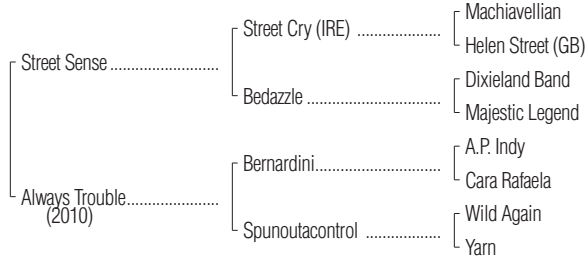 Machiavellian
Street Cry (IRE) ....................
Helen Street (GB)
Street Sense ..........................
Dixieland Band
Bedazzle ................................
Majestic Legend
A.P. Indy
Bernardini..............................
Cara Rafaela
Always Trouble......................
(2010)
Wild Again
Spunoutacontrol ..................
Yarn